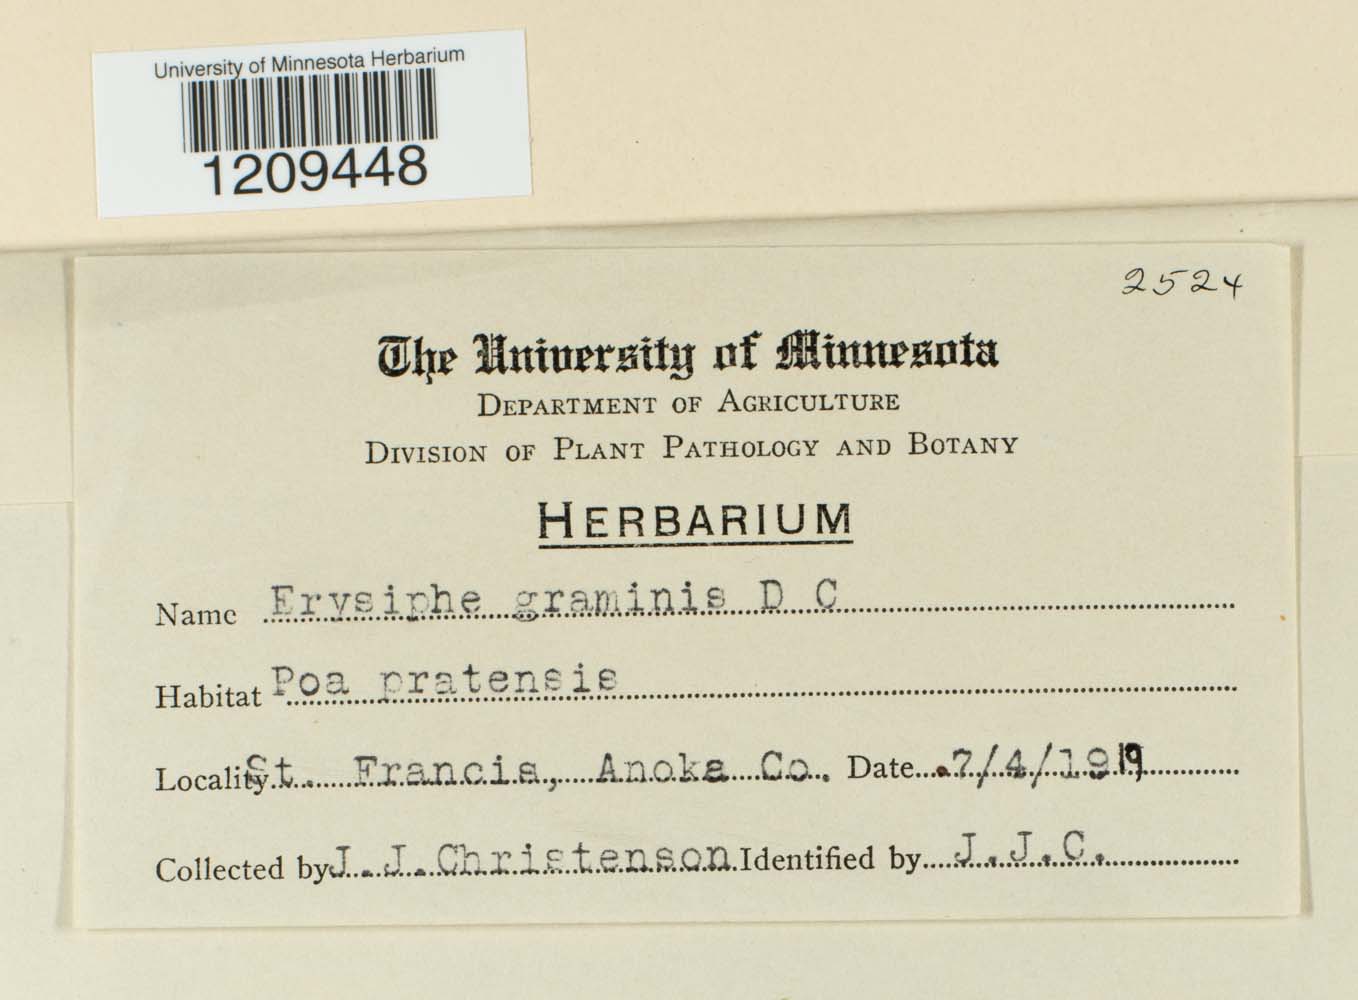 University of Minnesota Herbarium
1209448
2524
The University of Minnesota
DEPARTMENT OF AGRICULTURE
DIVISION OF PLANT PATHOLOGY AND BOTANY
HERBARIUM
Name Erysiphe graminis D C
Habitat Poa pratensis
Locality St. Francis, Anoka Co. Date 7/4/1919
Collected by J.J.Christenson Identified by J.J.C.